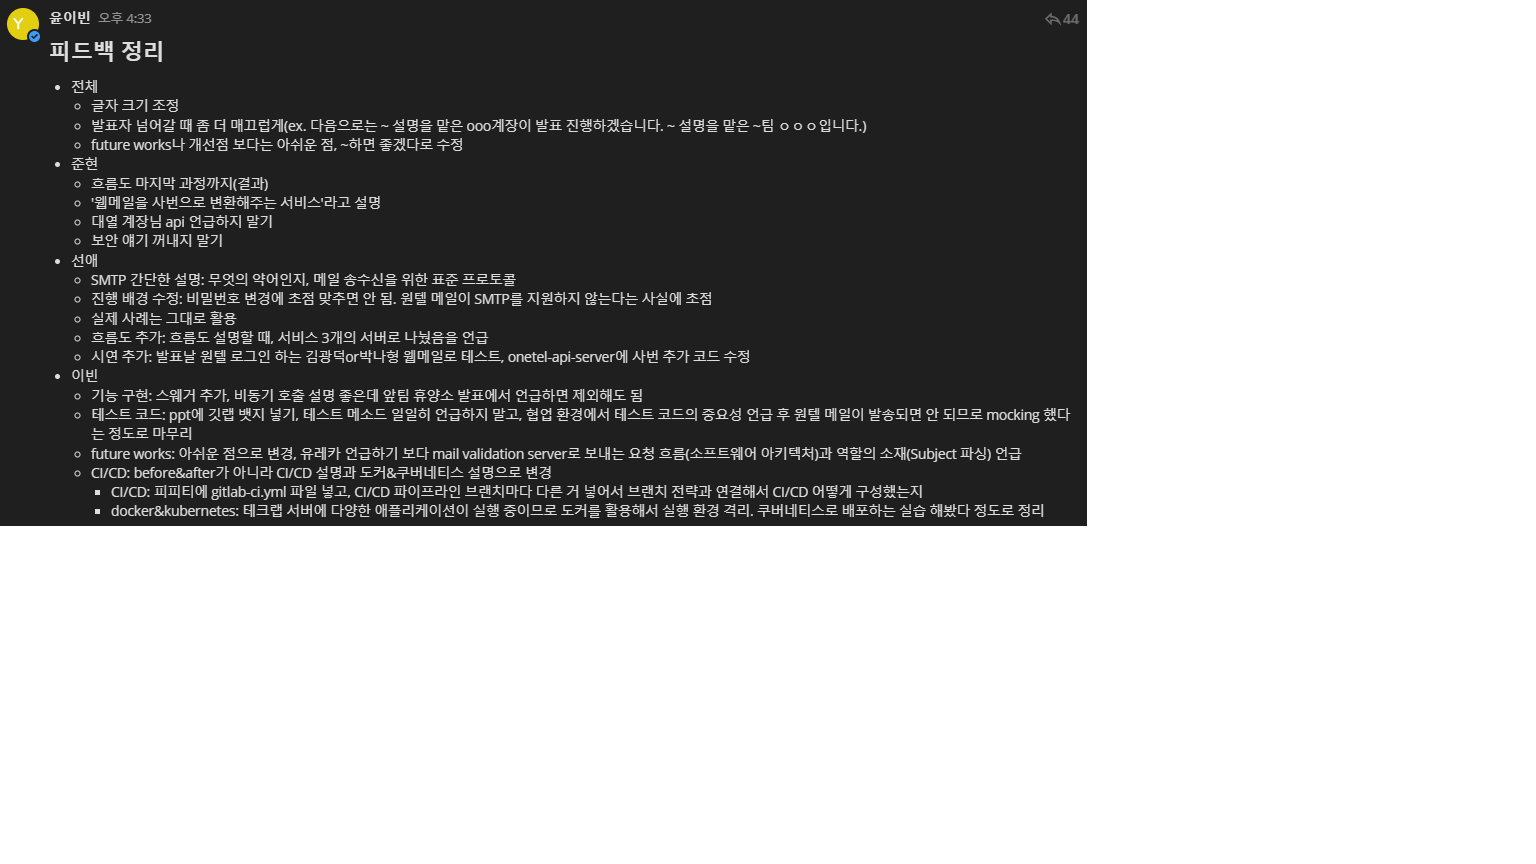 Y
윤이빈 오후 4:33
44
피드백 정리
전체
글자 크기 조정
발표자 넘어갈 때 좀 더 매끄럽게(ex. 다음으로는 ~ 설명을 맡은 ooo계장이 발표 진행하겠습니다. ~ 설명을 맡은 ~팀 ㅇㅇㅇ입니다.)
future works나 개선점 보다는 아쉬운 점, ~하면 좋겠다로 수정
준현
흐름도 마지막 과정까지(결과)
'웹메일을 사번으로 변환해주는 서비스'라고 설명
대열 계장님 api 언급하지 말기
보안 얘기 꺼내지 말기
선애
SMTP 간단한 설명: 무엇의 약어인지, 메일 송수신을 위한 표준 프로토콜
진행 배경 수정: 비밀번호 변경에 초점 맞추면 안 됨. 원텔 메일이 SMTP를 지원하지 않는다는 사실에 초점
실제 사례는 그대로 활용
흐름도 추가: 흐름도 설명할 때, 서비스 3개의 서버로 나눴음을 언급
시연 추가: 발표날 원텔 로그인 하는 김광덕or박나형 웹메일로 테스트, onetel-api-server에 사번 추가 코드 수정
이빈
기능 구현: 스웨거 추가, 비동기 호출 설명 좋은데 앞팀 휴양소 발표에서 언급하면 제외해도 됨
테스트 코드: ppt에 깃랩 뱃지 넣기, 테스트 메소드 일일히 언급하지 말고, 협업 환경에서 테스트 코드의 중요성 언급 후 원텔 메일이 발송되면 안 되므로 mocking 했다
는 정도로 마무리
future works: 아쉬운 점으로 변경, 유레카 언급하기 보다 mail validation server로 보내는 요청 흐름(소프트웨어 아키텍처)과 역할의 소재(Subject 파싱) 언급
CI/CD: before&after가 아니라 CI/CD 설명과 도커&쿠버네티스 설명으로 변경
CI/CD: 피피티에 gitlab-ci.yml 파일 넣고, CI/CD 파이프라인 브랜치마다 다른 거 넣어서 브랜치 전략과 연결해서 CI/CD 어떻게 구성했는지
docker&kubernetes: 테크랩 서버에 다양한 애플리케이션이 실행 중이므로 도커를 활용해서 실행 환경 격리. 쿠버네티스로 배포하는 실습 해봤다 정도로 정리